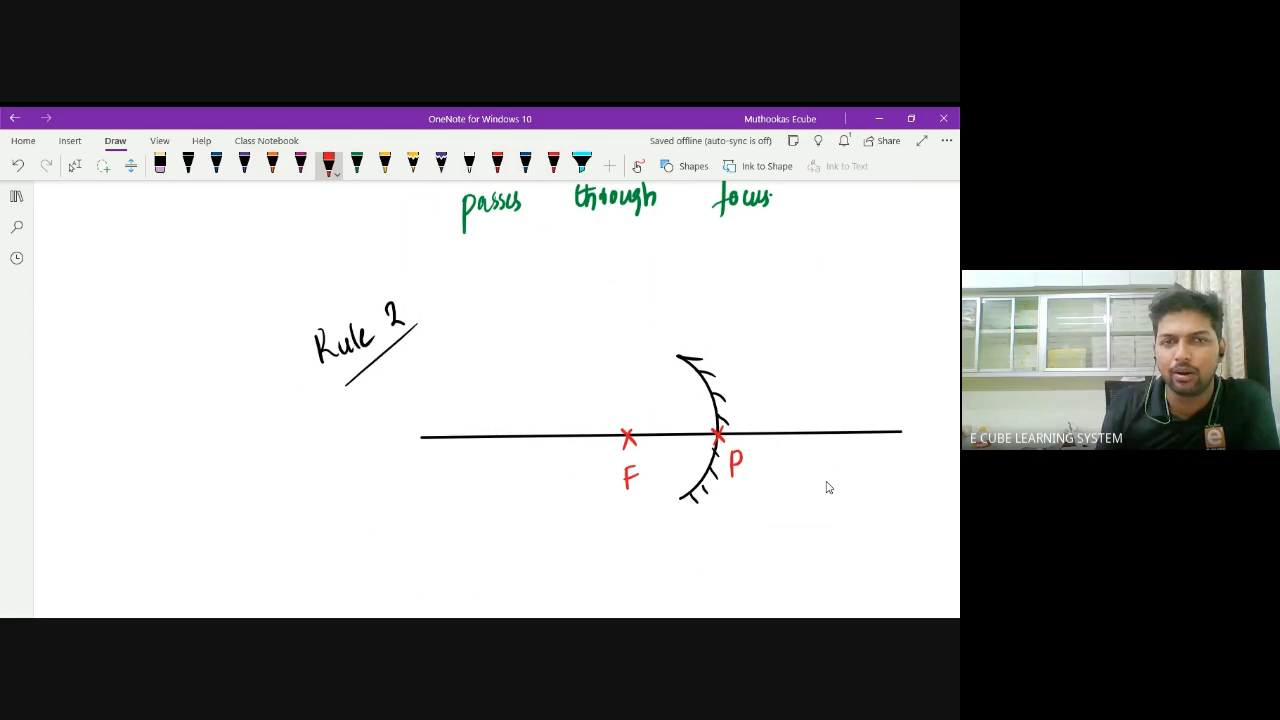 OneNote for Windows 10
Muthookas Ecube
Home Insert Draw View Help Class Notebook
Saved offline (auto-sync is off)
1
Share
Shapes
Ink to Shape
Ink to Text
passes through focus.
Rule 2
F
P
E CUBE LEARNING SYSTEM
e